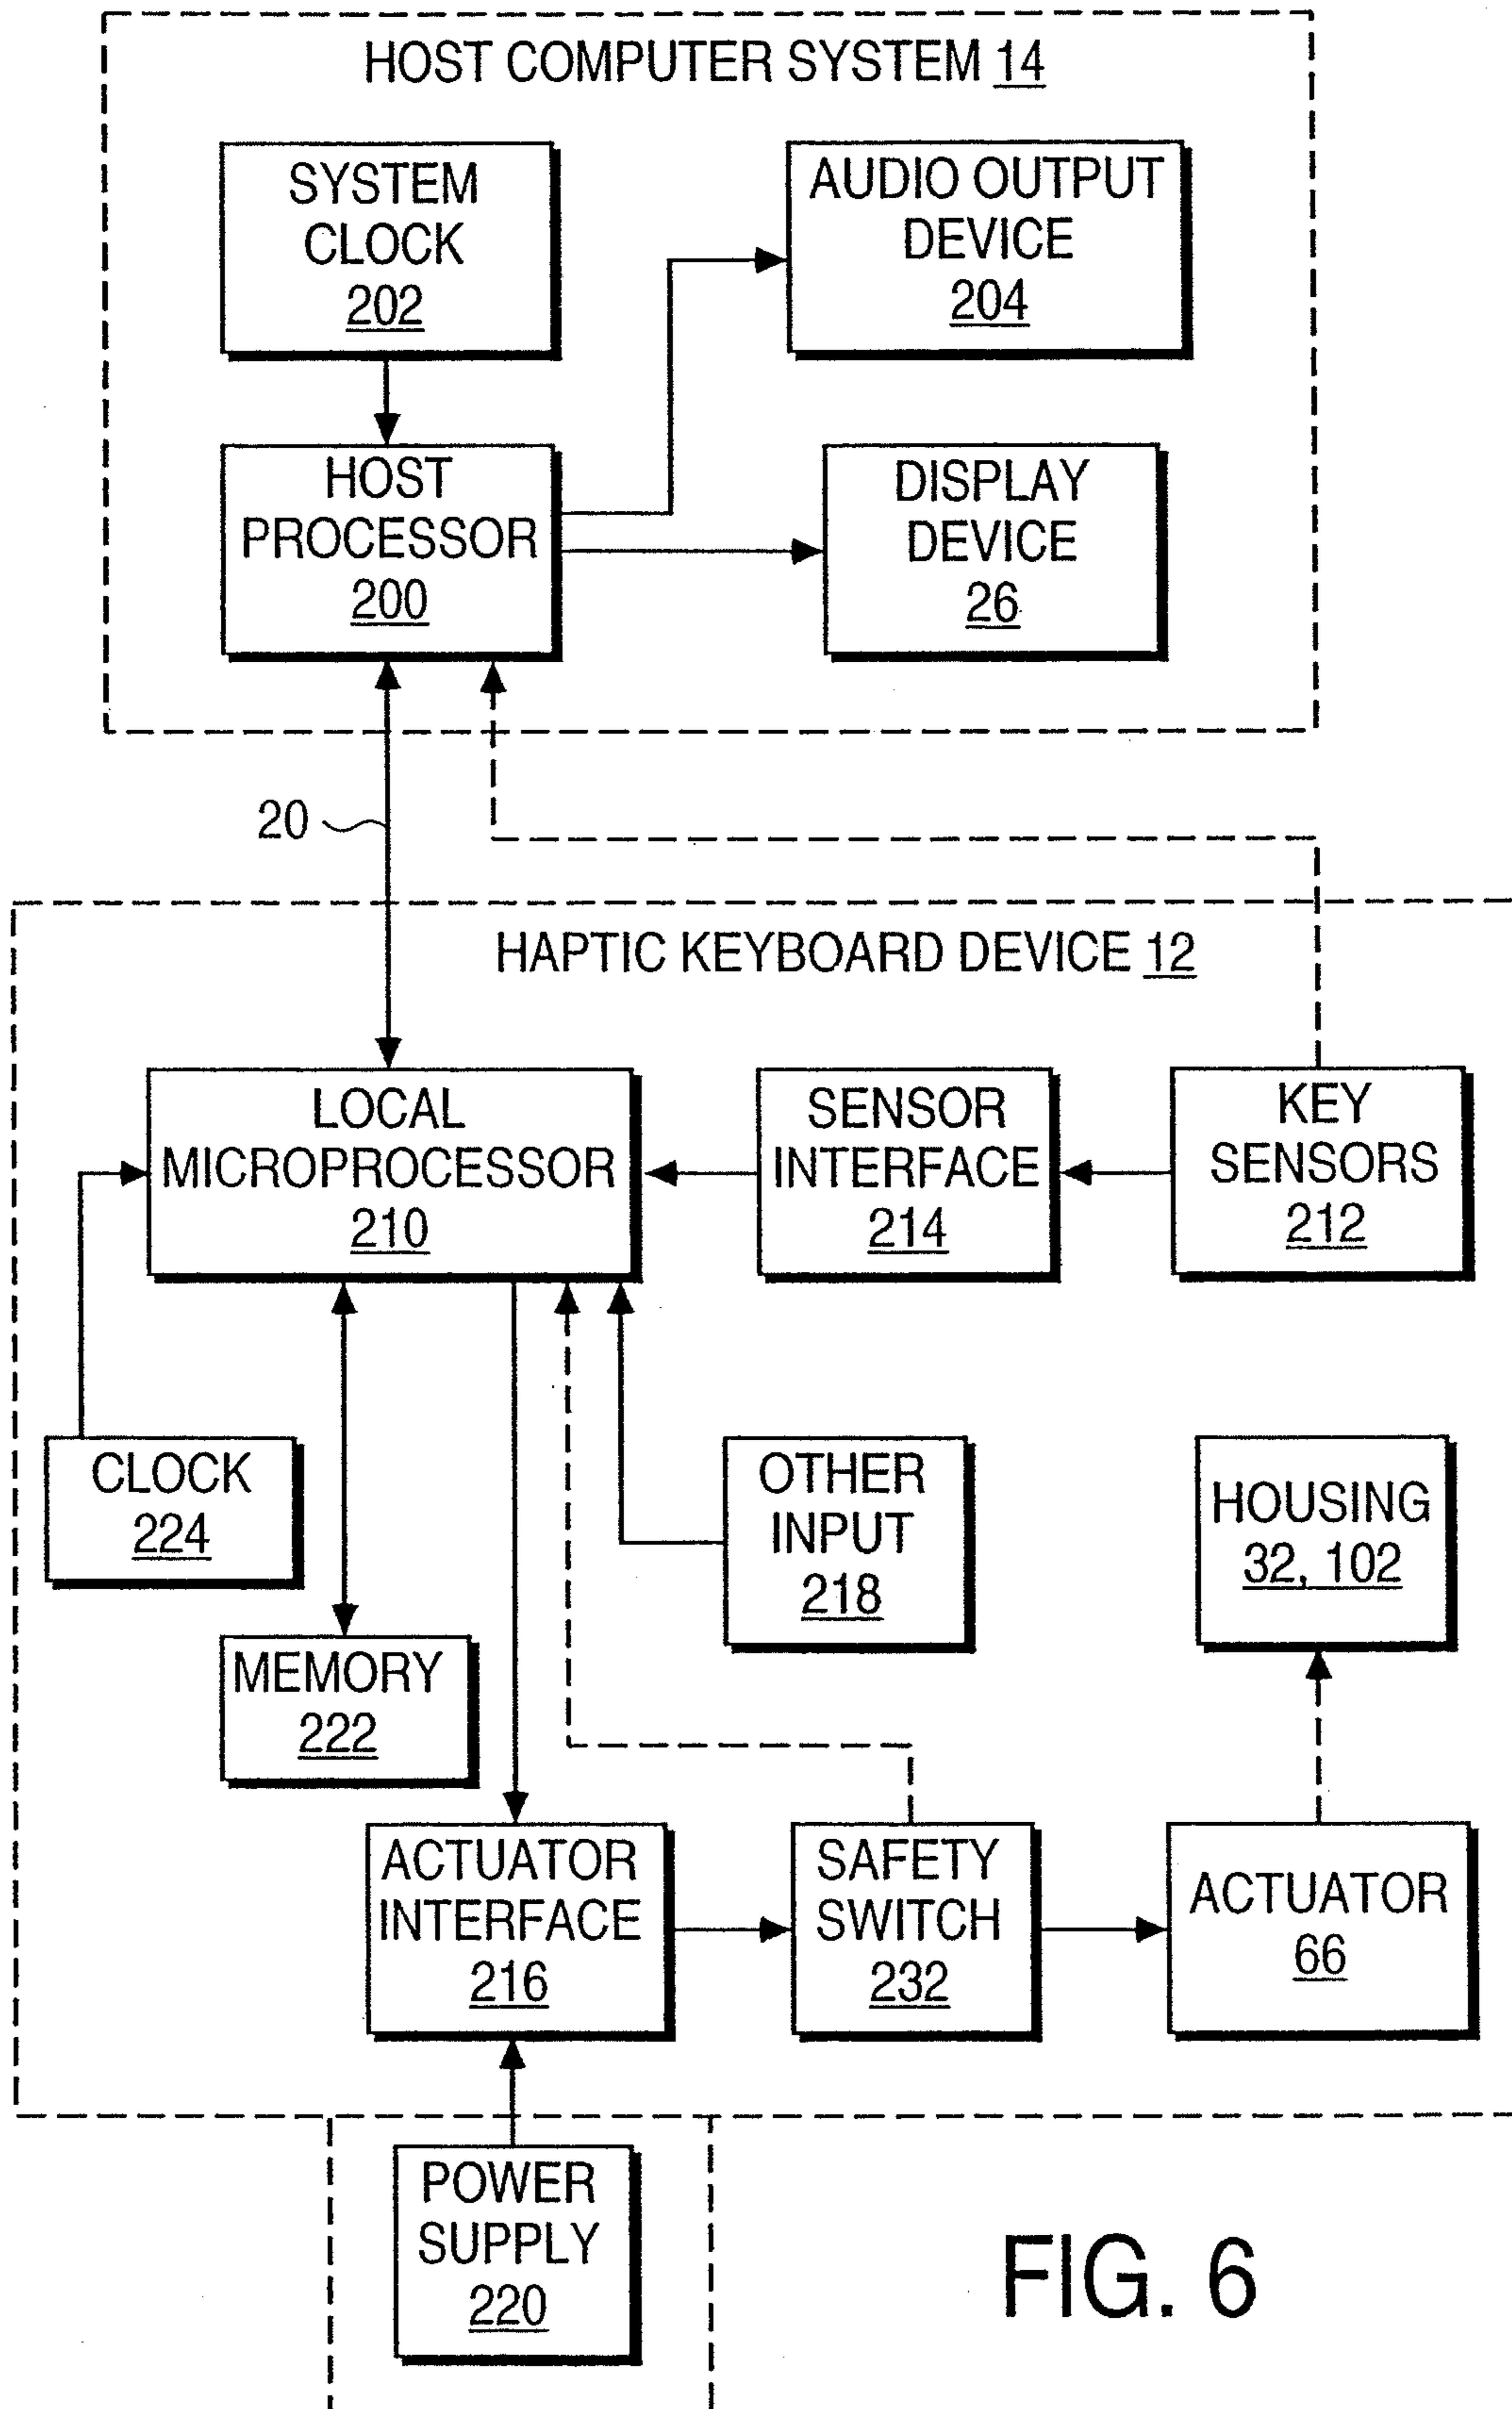 HOST COMPUTER SYSTEM 14
SYSTEM
CLOCK
202
AUDIO OUTPUT
DEVICE
204
HOST
PROCESSOR
200
DISPLAY
DEVICE
26
20
HAPTIC KEYBOARD DEVICE 12
LOCAL
MICROPROCESSOR
210
SENSOR
INTERFACE
214
KEY
SENSORS
212
CLOCK
224
OTHER
INPUT
218
HOUSING
32, 102
MEMORY
222
ACTUATOR
INTERFACE
216
SAFETY
SWITCH
232
ACTUATOR
66
POWER
SUPPLY
220
FIG. 6